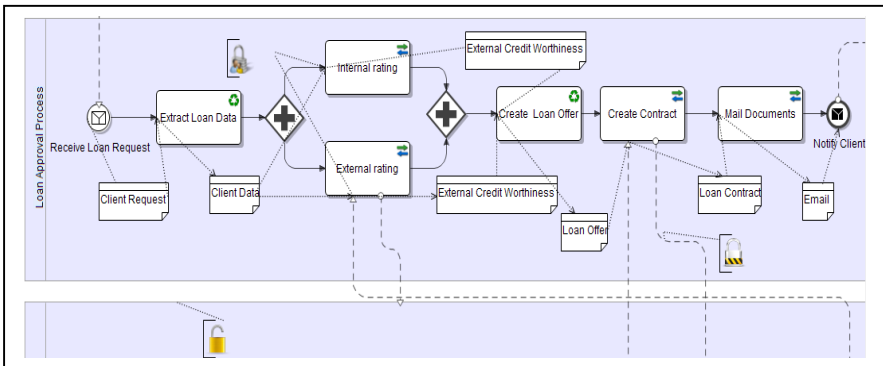 Loan Approval Process
Receive Loan Request
Extract Loan Data
Internal rating
External rating
External Credit Worthiness
Create Loan Offer
Create Contract
Mail Documents
Notify Client
Client Request
Client Data
External Credit Worthiness
Loan Offer
Loan Contract
Email